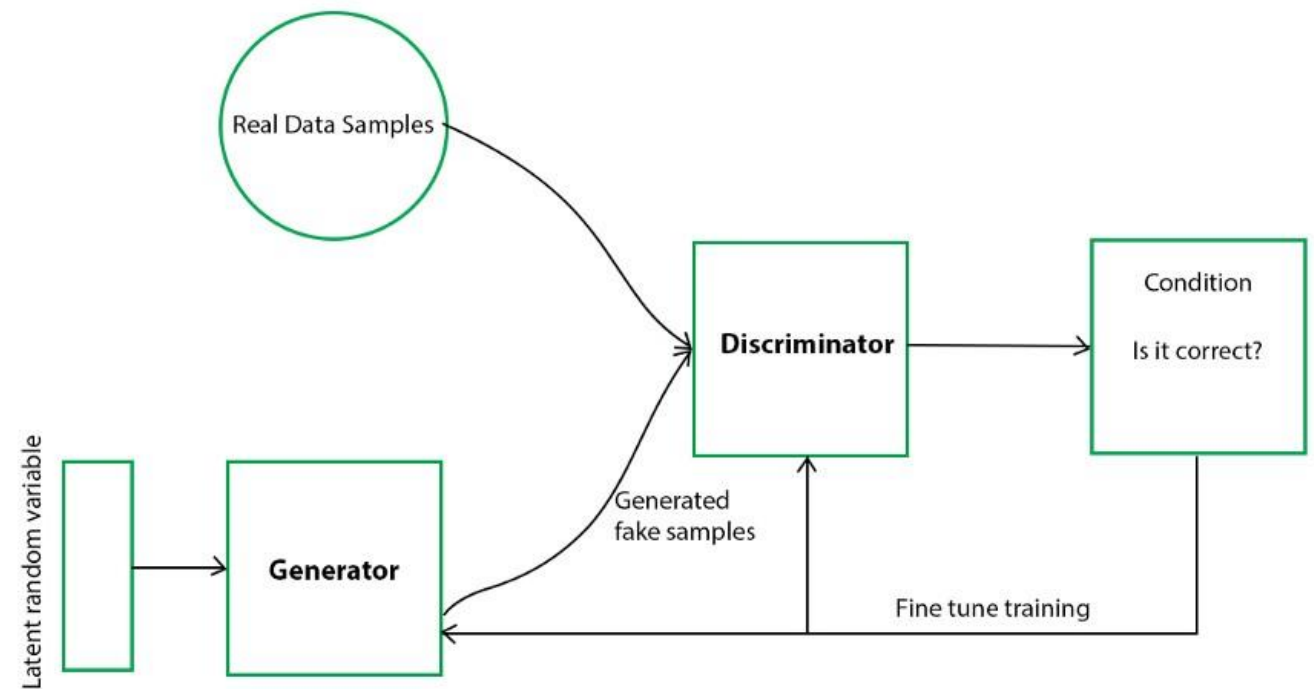 Real Data Samples
Discriminator
Condition
Is it correct?
Latent random variable
Generator
Generated
fake samples
Fine tune training